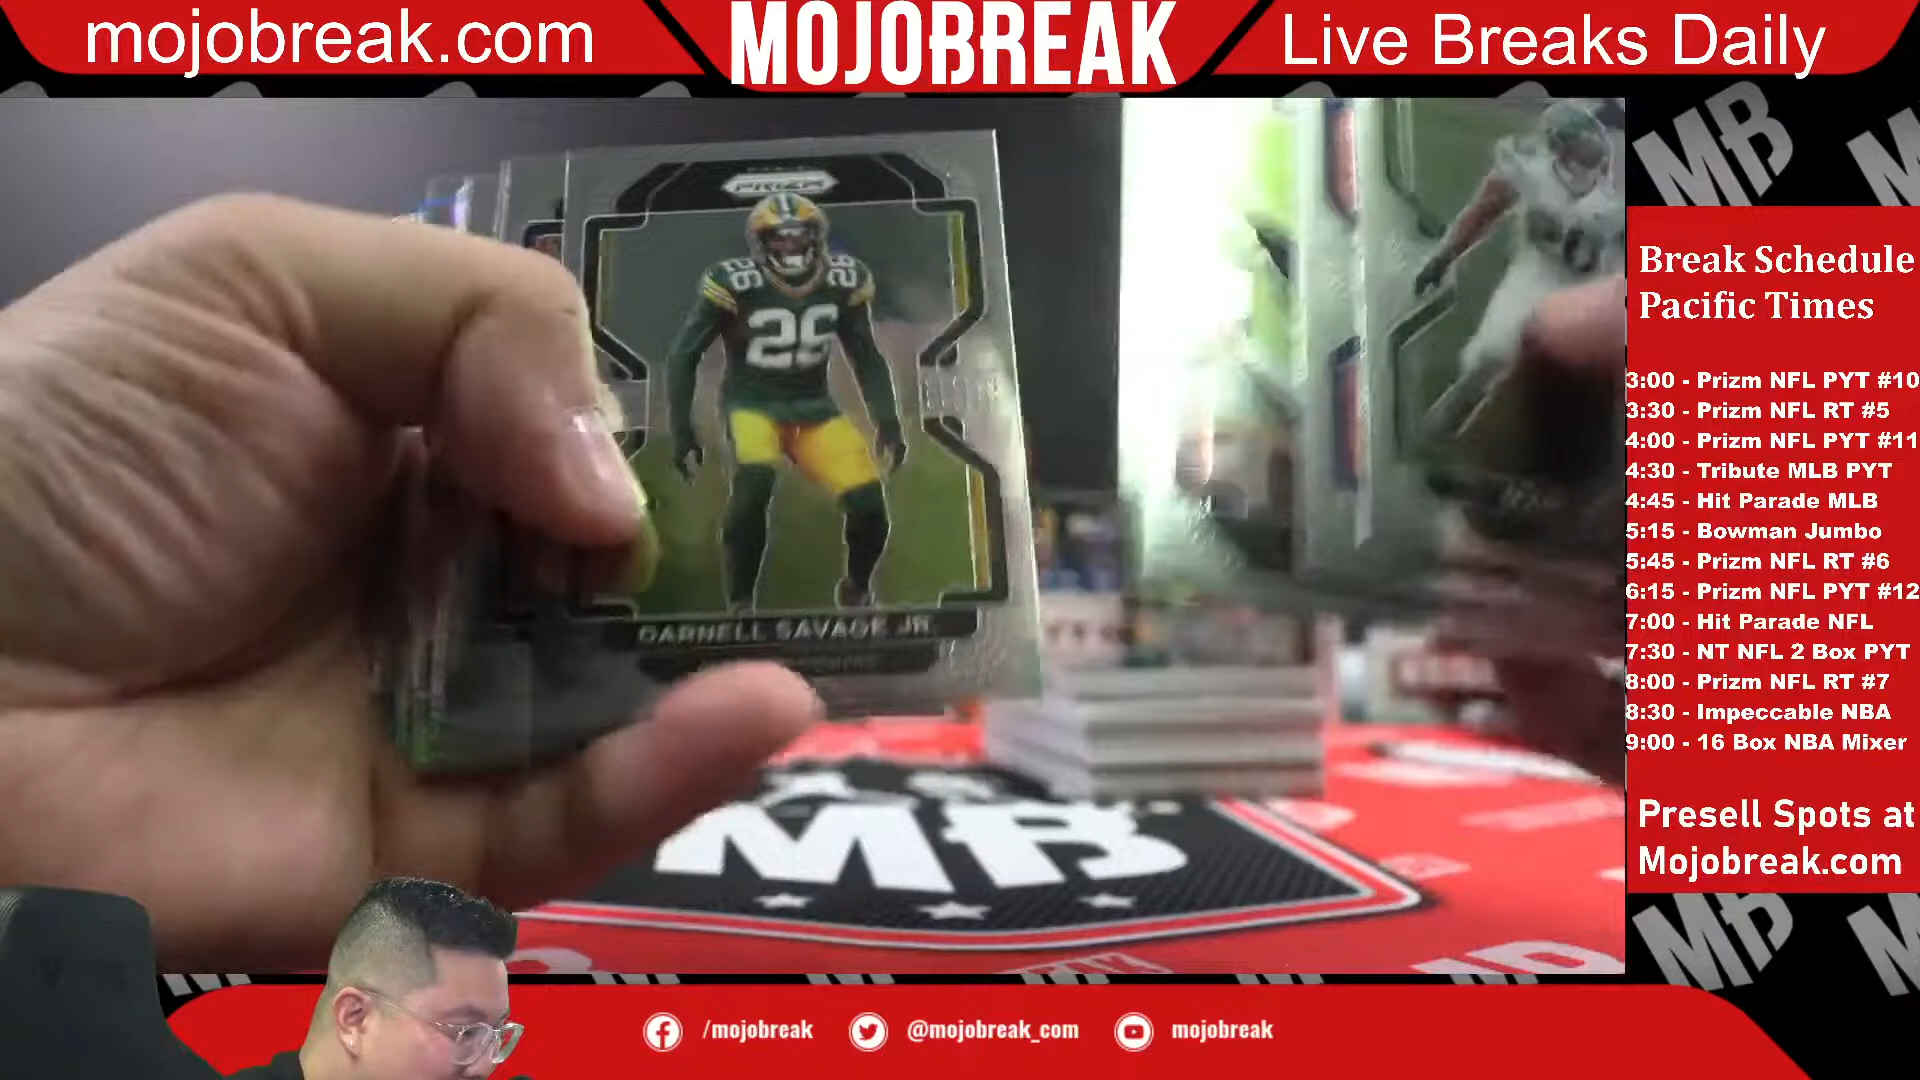 mojobreak.com
MOJOBREAK
Live Breaks Daily
MB
PRIZM
26
26
26
DARNELL SAVAGE JR.
MB
Break Schedule
Pacific Times
3:00 - Prizm NFL PYT #10
3:30 - Prizm NFL RT #5
4:00 - Prizm NFL PYT #11
4:30 - Tribute MLB PYT
4:45 - Hit Parade MLB
5:15 - Bowman Jumbo
5:45 - Prizm NFL RT #6
6:15 - Prizm NFL PYT #12
7:00 - Hit Parade NFL
7:30 - NT NFL 2 Box PYT
8:00 - Prizm NFL RT #7
8:30 - Impeccable NBA
9:00 - 16 Box NBA Mixer
Presell Spots at
Mojobreak.com
MB
/mojobreak
@mojobreak_com
mojobreak